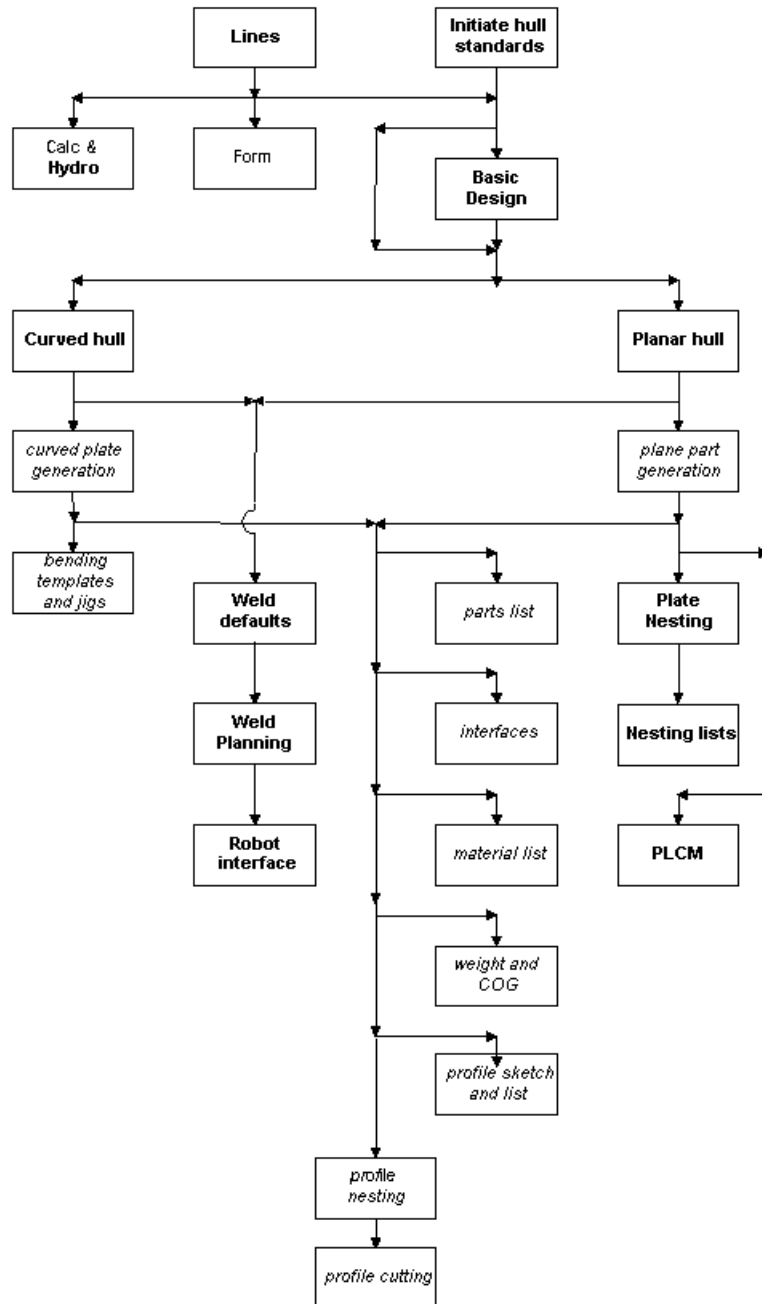 Lines
Initiate hull
standards
Calc &
Hydro
Form
Basic
Design
Curved hull
Planar hull
curved plate
generation
plane part
generation
bending
templates
and jigs
Weld
defaults
parts list
Plate
Nesting
Weld
Planning
interfaces
Nesting lists
Robot
interface
material list
PLCM
weight and
COG
profile sketch
and list
profile
nesting
profile cutting